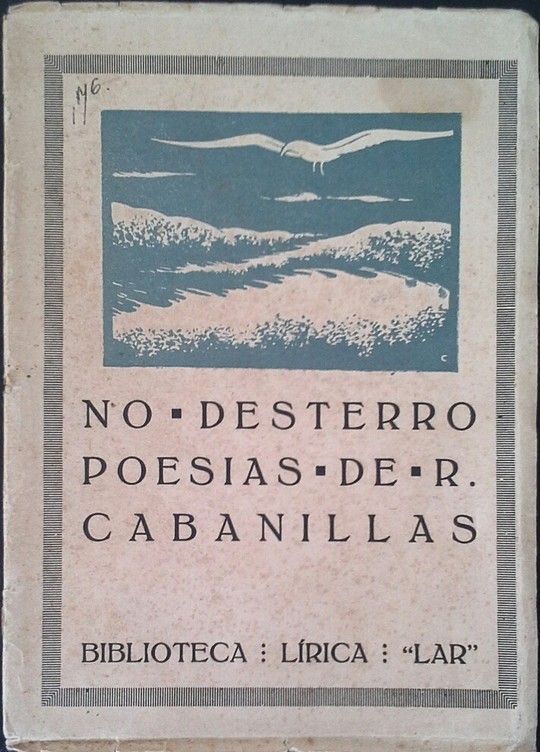 NO ▪ DESTERRO
POESIAS ▪ DE ▪ R.
CABANILLAS
BIBLIOTECA ⋮ LÍRICA ⋮ “LAR”